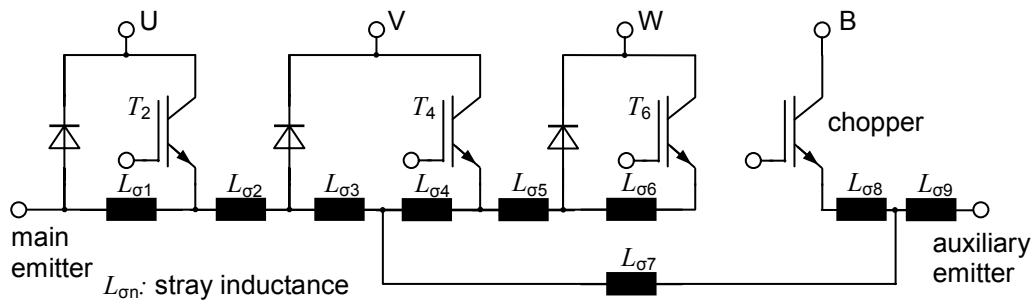 U V W B
T2 T4 T6
chopper
Lσ1 Lσ2 Lσ3 Lσ4 Lσ5 Lσ6 Lσ8 Lσ9
main
emitter
Lσ7
auxiliary
emitter
Lσn: stray inductance